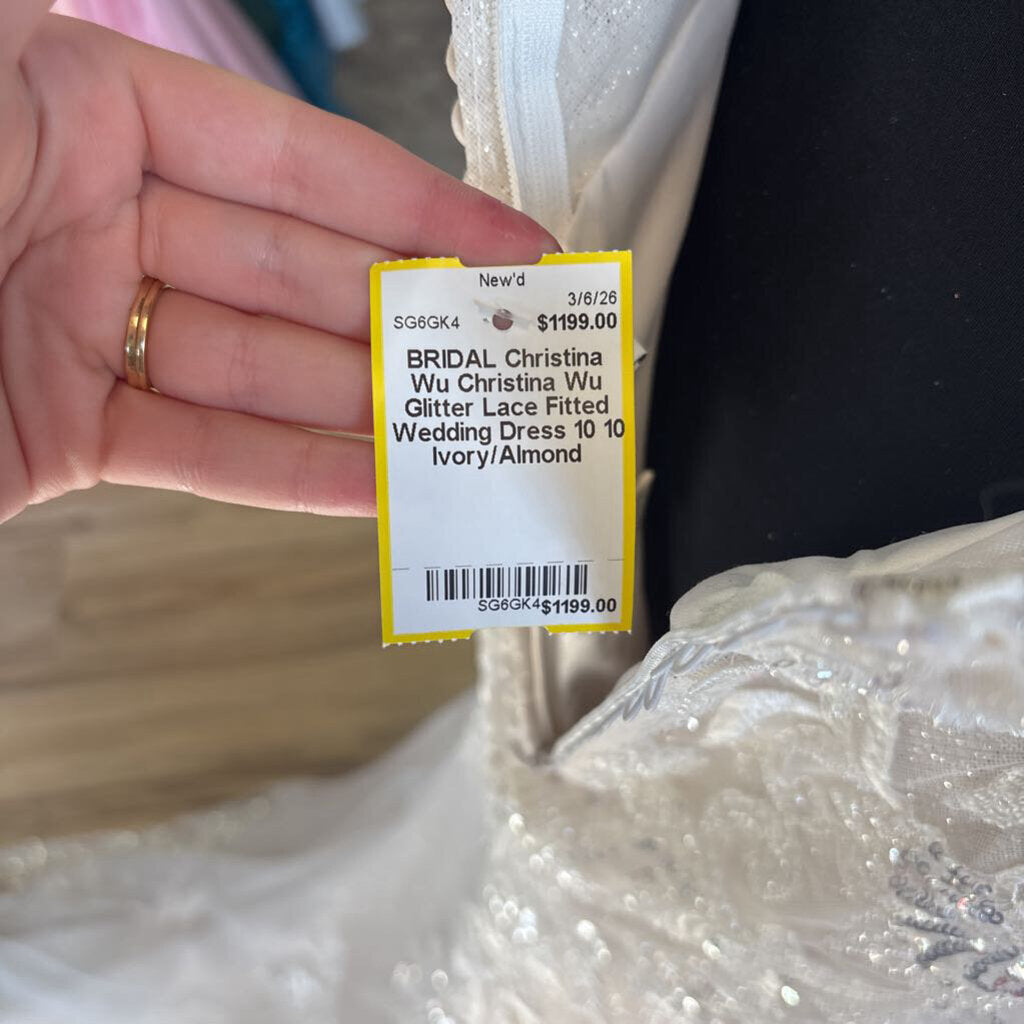 New'd
3/6/26
SG6GK4 $1199.00
BRIDAL Christina
Wu Christina Wu
Glitter Lace Fitted
Wedding Dress 10 10
Ivory/Almond
SG6GK4 $1199.00